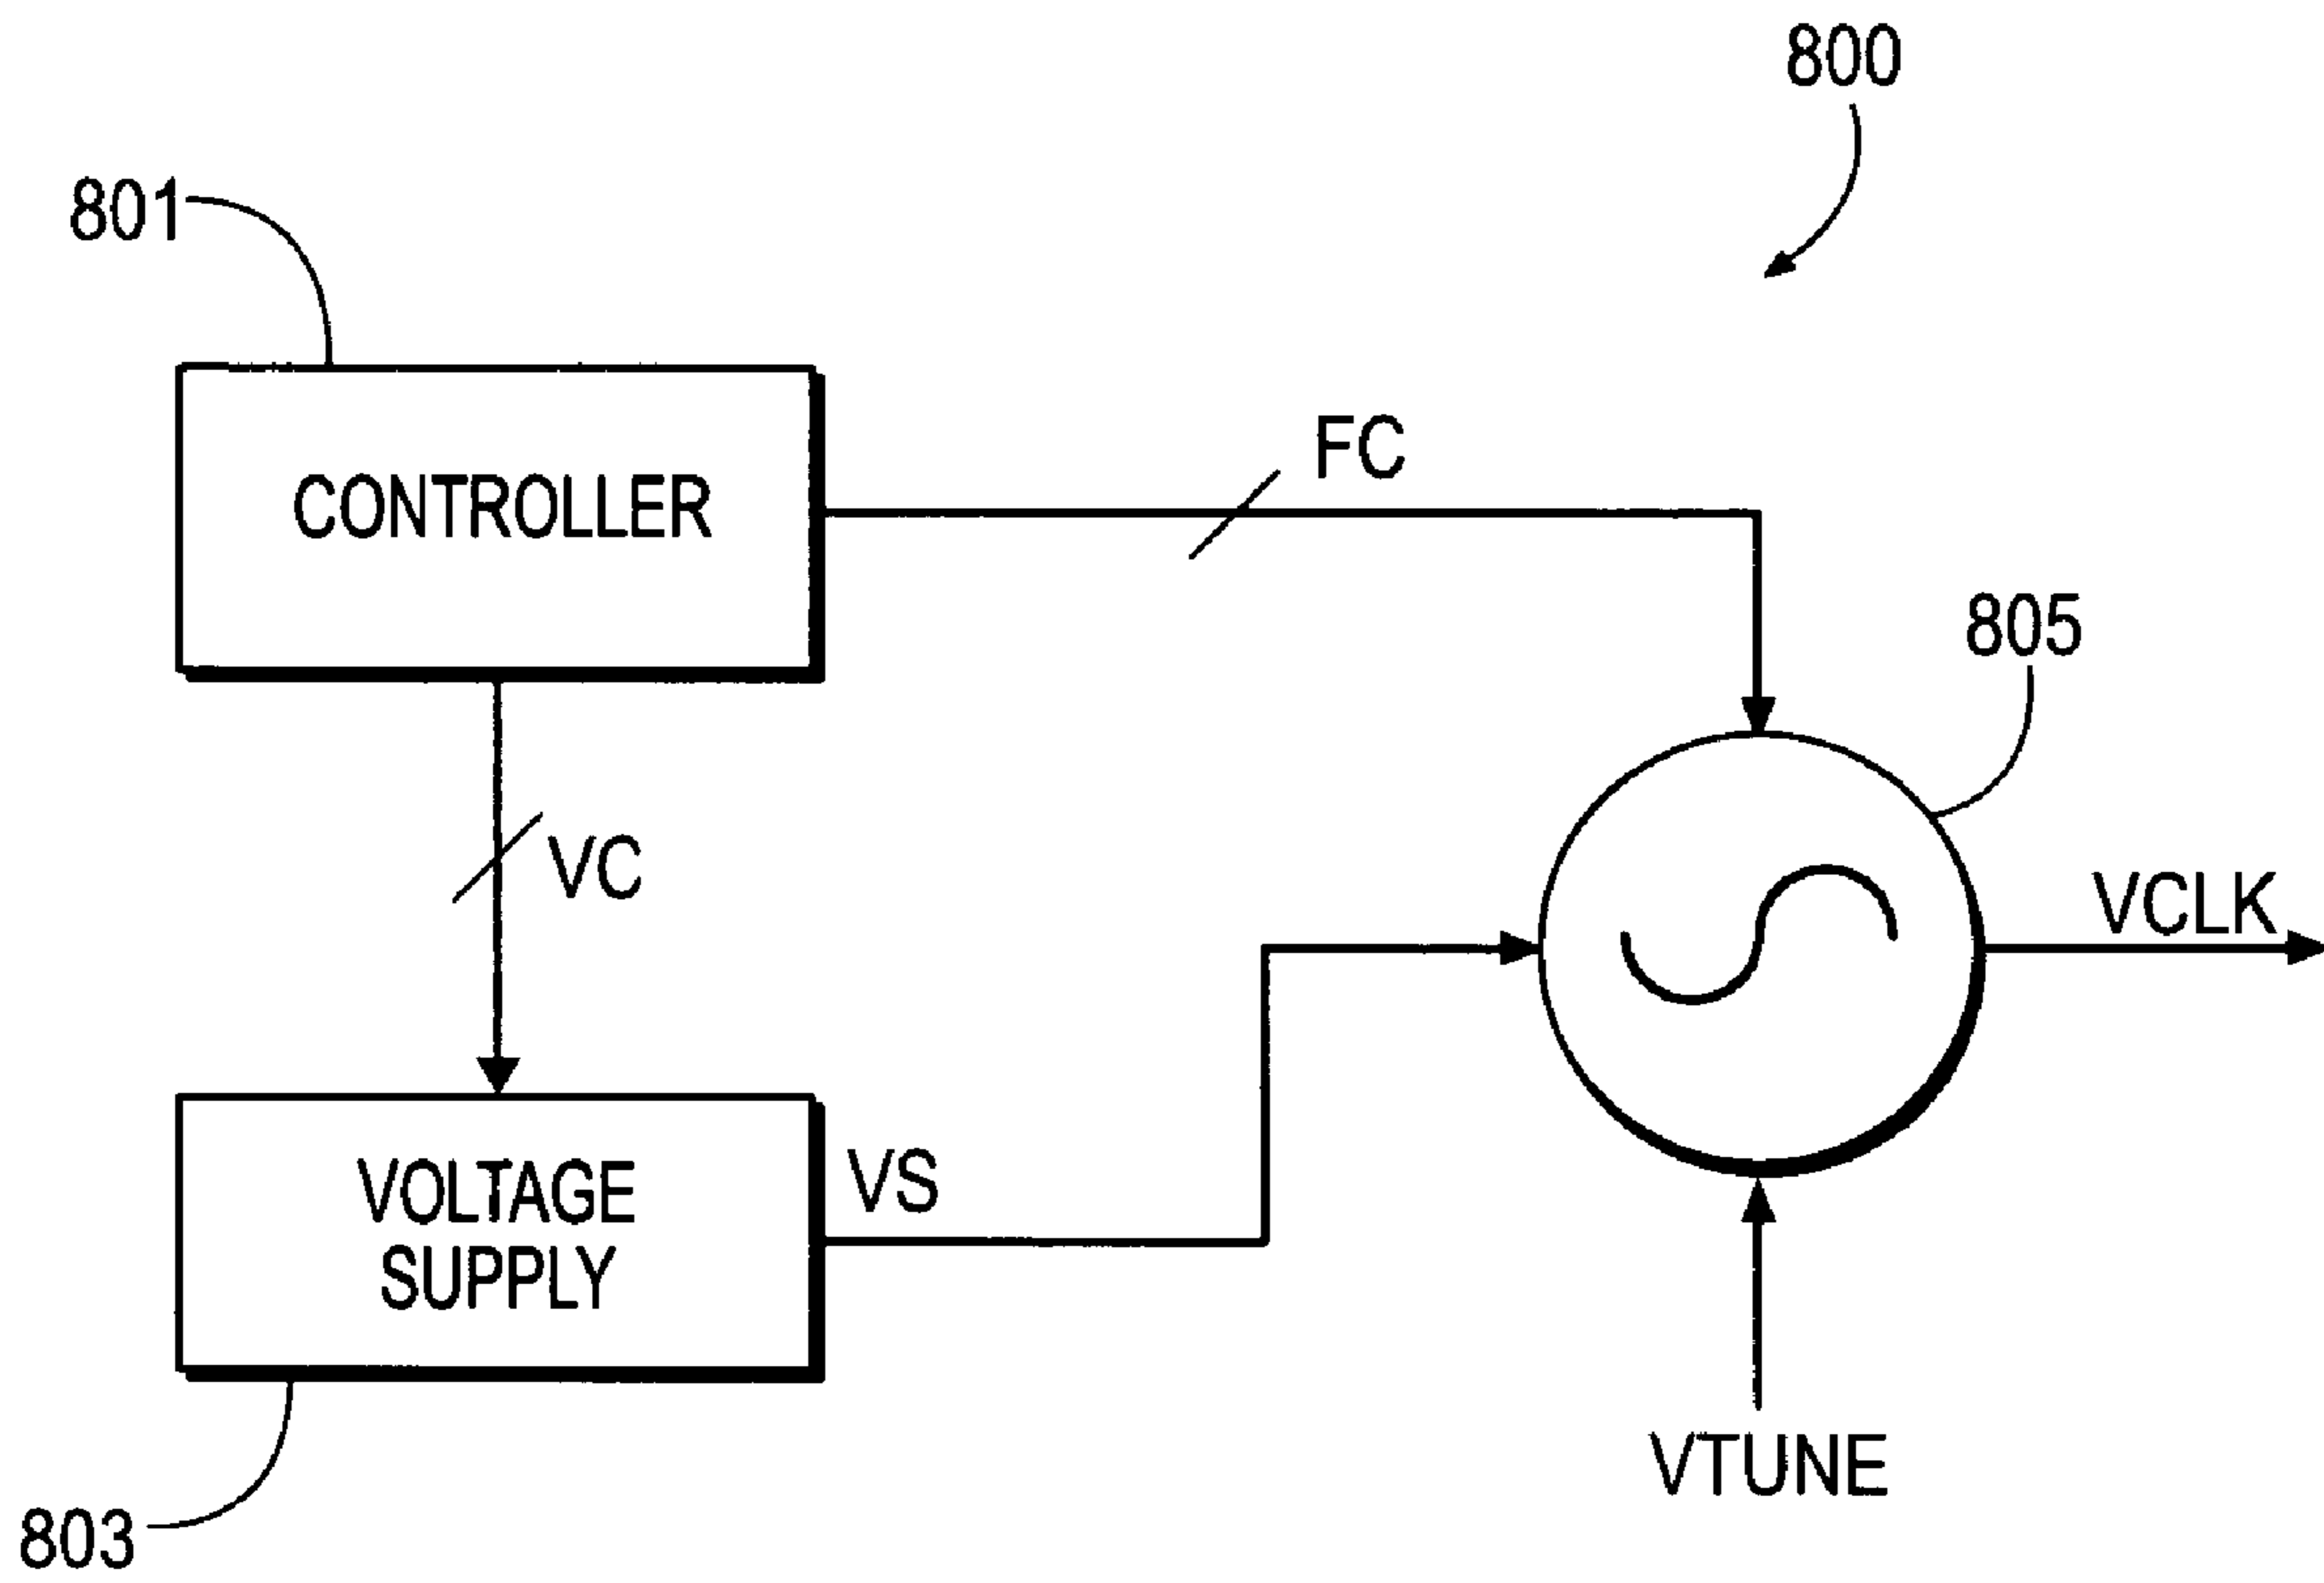 800
801
CONTROLLER
FC
805
VC
VCLK
VOLTAGE
SUPPLY
VS
VTUNE
803